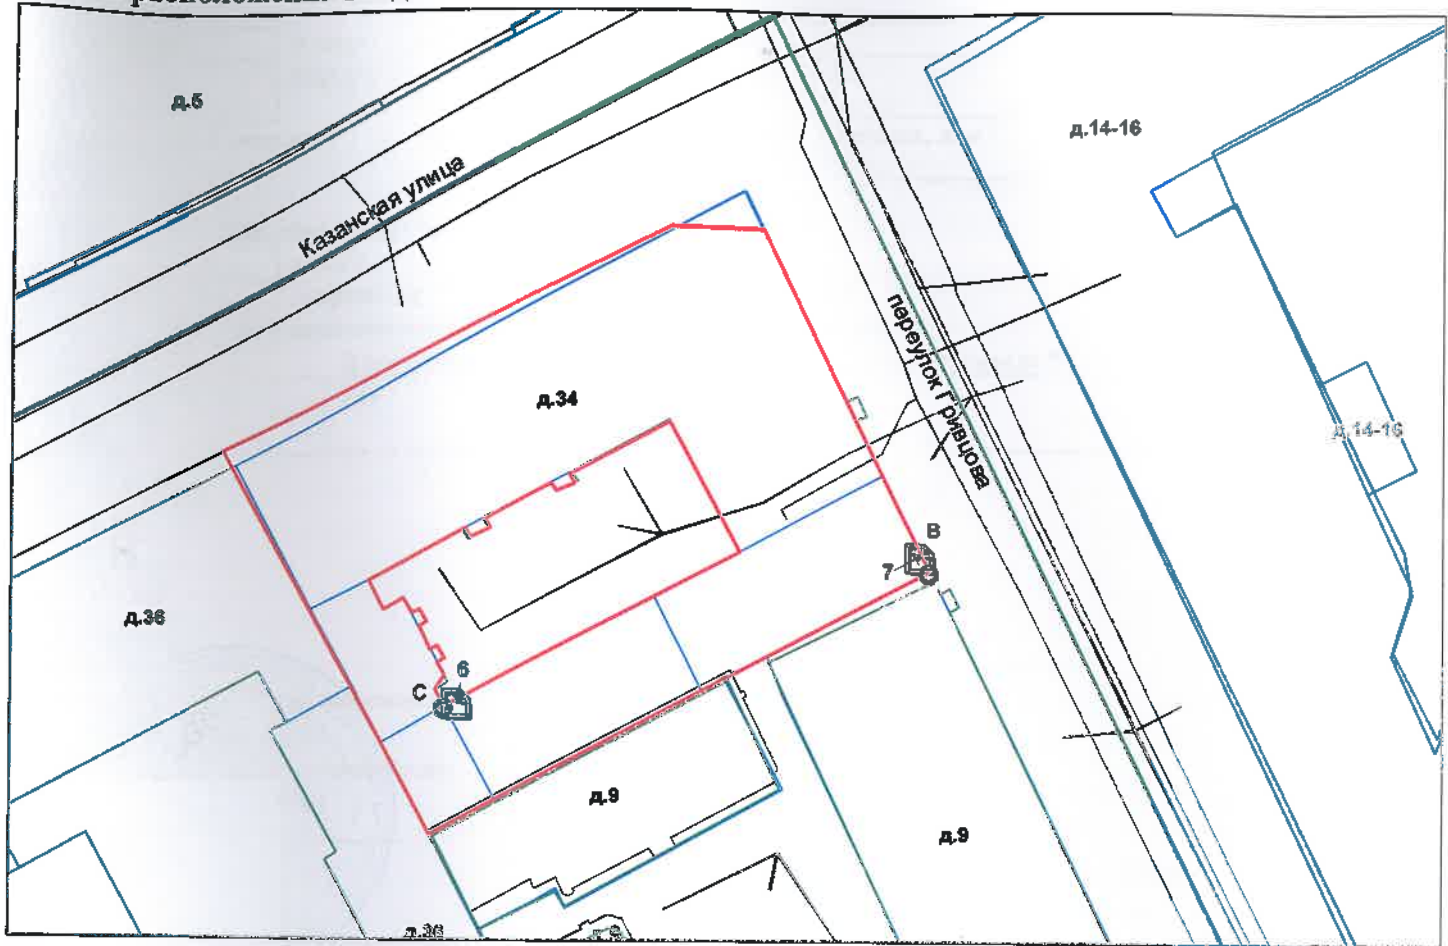 д.5
д.14-16
Казанская улица
переулок Гривцова
д.34
д.14-16
В
7
д.36
6
С
д.9
д.9
д.36